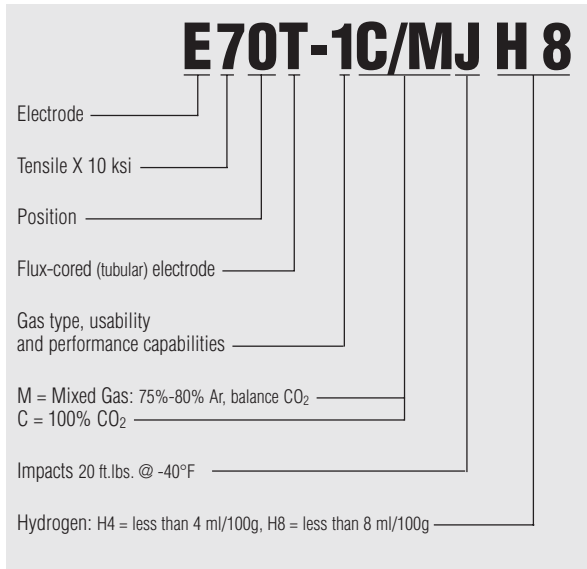 E70T-1C/MJ H8
Electrode
Tensile X 10 ksi
Position
Flux-cored (tubular) electrode
Gas type, usability
and performance capabilities
M = Mixed Gas: 75%-80% Ar, balance CO₂
C = 100% CO₂
Impacts 20 ft.lbs. @ -40°F
Hydrogen: H4 = less than 4 ml/100g, H8 = less than 8 ml/100g